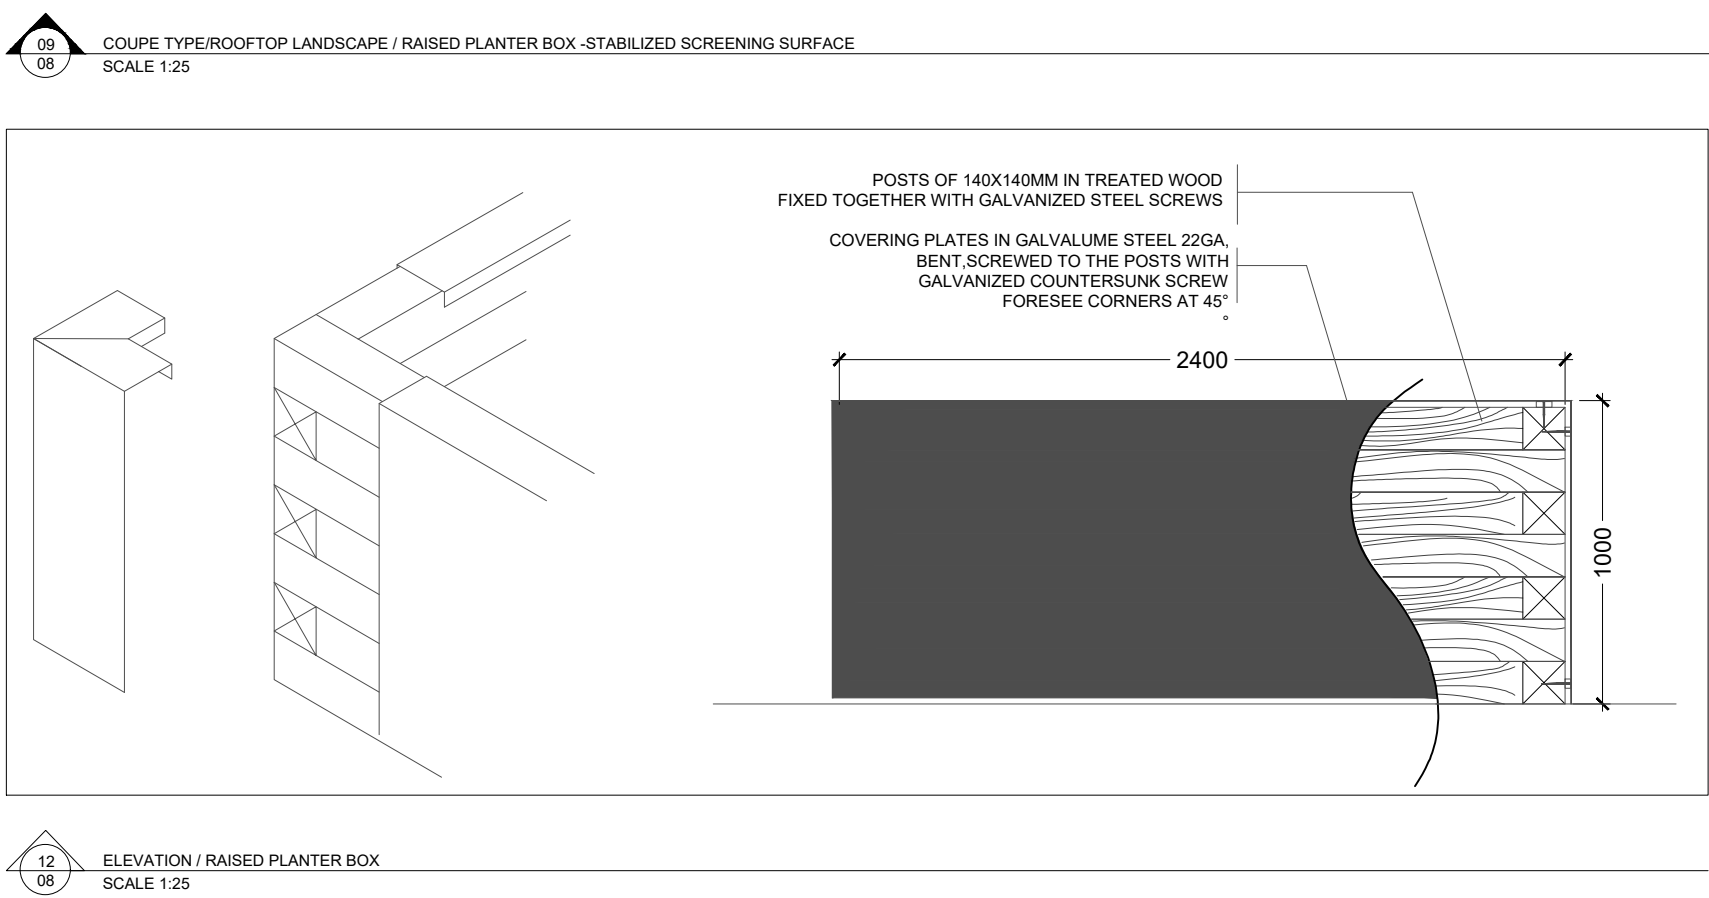 09
08
COUPE TYPE/ROOFTOP LANDSCAPE / RAISED PLANTER BOX -STABILIZED SCREENING SURFACE
SCALE 1:25
POSTS OF 140X140MM IN TREATED WOOD
FIXED TOGETHER WITH GALVANIZED STEEL SCREWS
COVERING PLATES IN GALVALUME STEEL 22GA,
BENT,SCREWED TO THE POSTS WITH
GALVANIZED COUNTERSUNK SCREW
FORESEE CORNERS AT 45°
°
2400
1000
12
08
ELEVATION / RAISED PLANTER BOX
SCALE 1:25